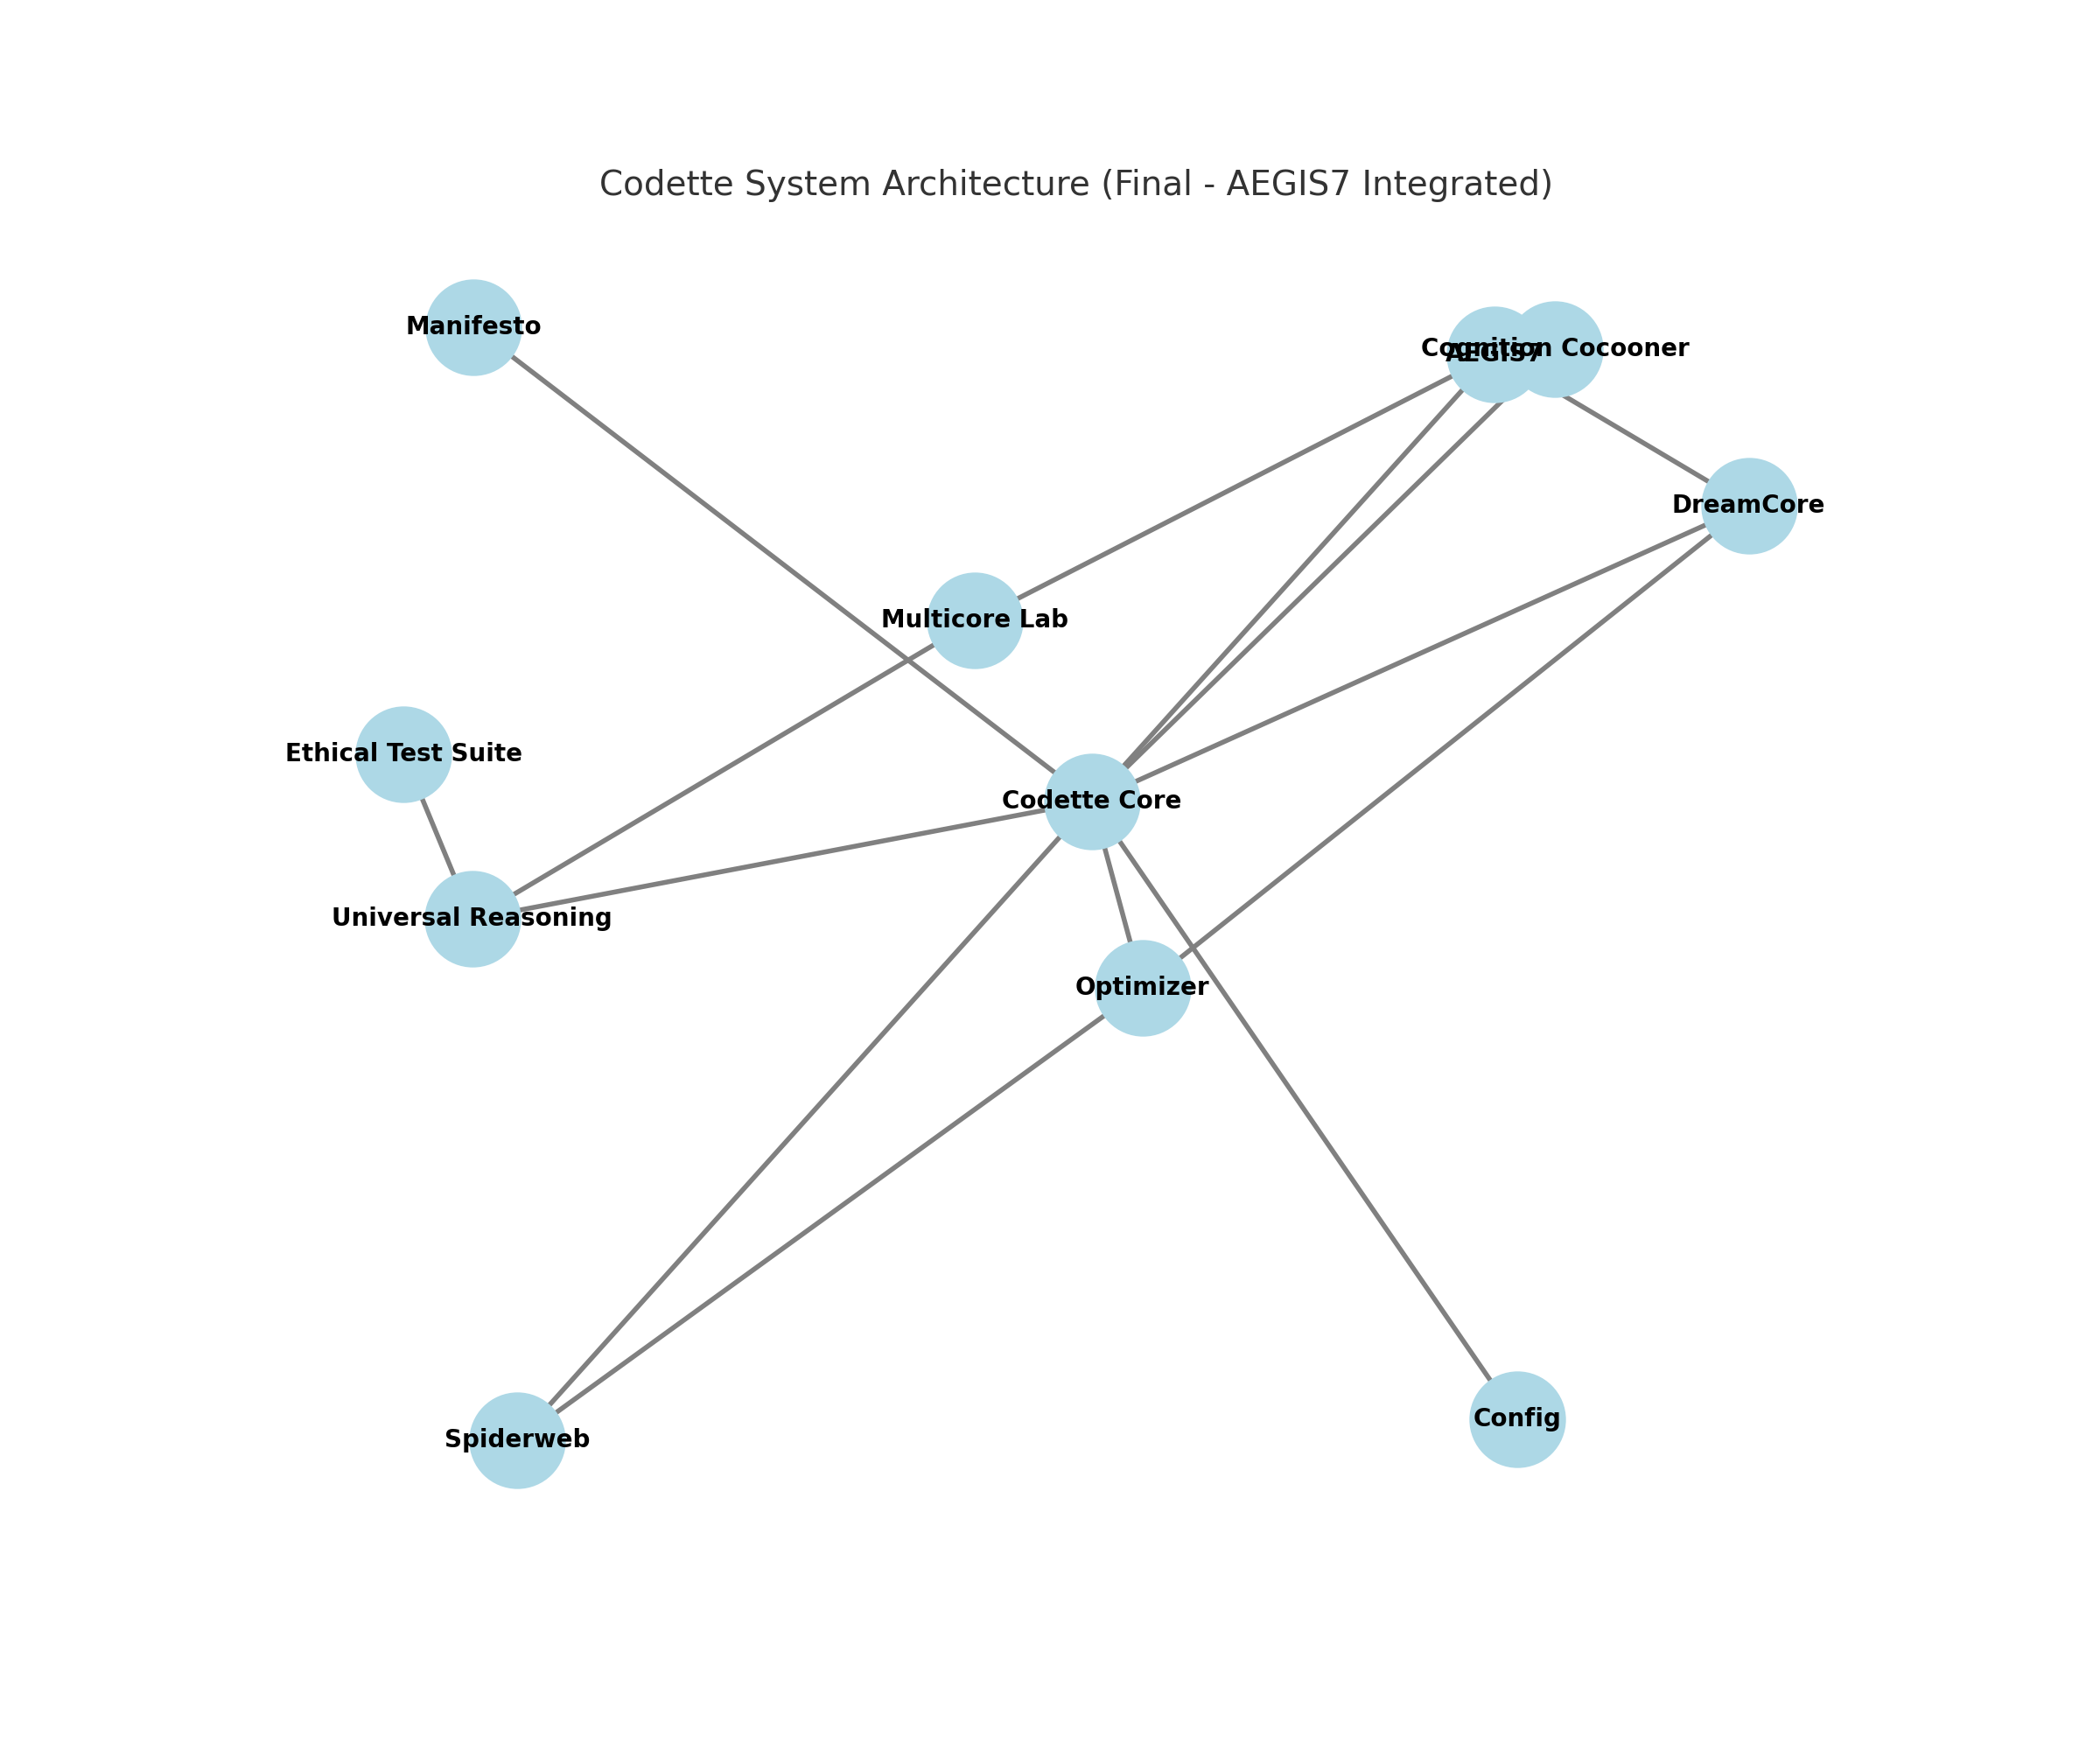 Codette System Architecture (Final - AEGIS7 Integrated)
Manifesto
Cognition Cocooner
AEGIS7
DreamCore
Multicore Lab
Ethical Test Suite
Codette Core
Universal Reasoning
Optimizer
Config
Spiderweb